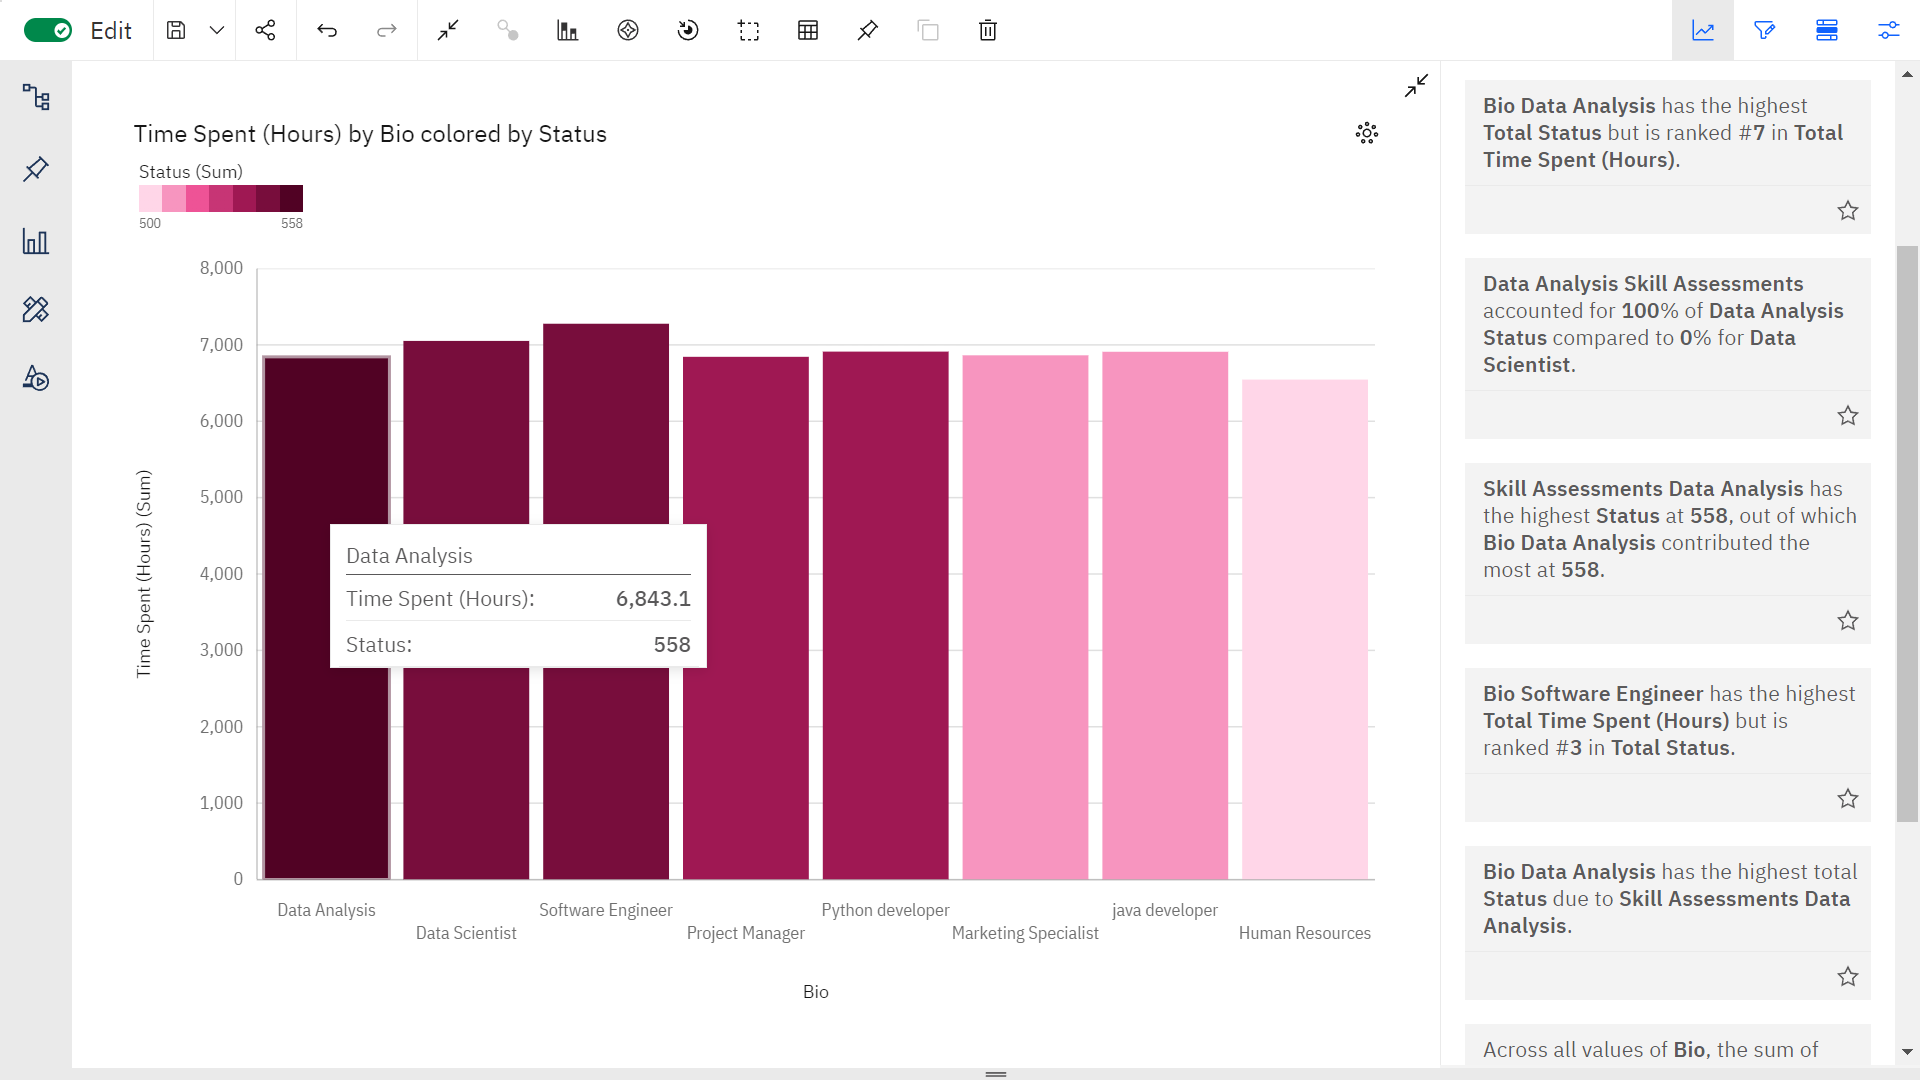 Edit
Time Spent (Hours) by Bio colored by Status
Status (Sum)
500 558
8,000
7,000
6,000
5,000
4,000
3,000
2,000
1,000
0
Time Spent (Hours) (Sum)
Data Analysis
Time Spent (Hours): 6,843.1
Status: 558
Data Analysis Software Engineer Python developer java developer
Data Scientist Project Manager Marketing Specialist Human Resources
Bio
Bio Data Analysis has the highest
Total Status but is ranked #7 in Total
Time Spent (Hours).
Data Analysis Skill Assessments
accounted for 100% of Data Analysis
Status compared to 0% for Data
Scientist.
Skill Assessments Data Analysis has
the highest Status at 558, out of which
Bio Data Analysis contributed the
most at 558.
Bio Software Engineer has the highest
Total Time Spent (Hours) but is
ranked #3 in Total Status.
Bio Data Analysis has the highest total
Status due to Skill Assessments Data
Analysis.
Across all values of Bio, the sum of